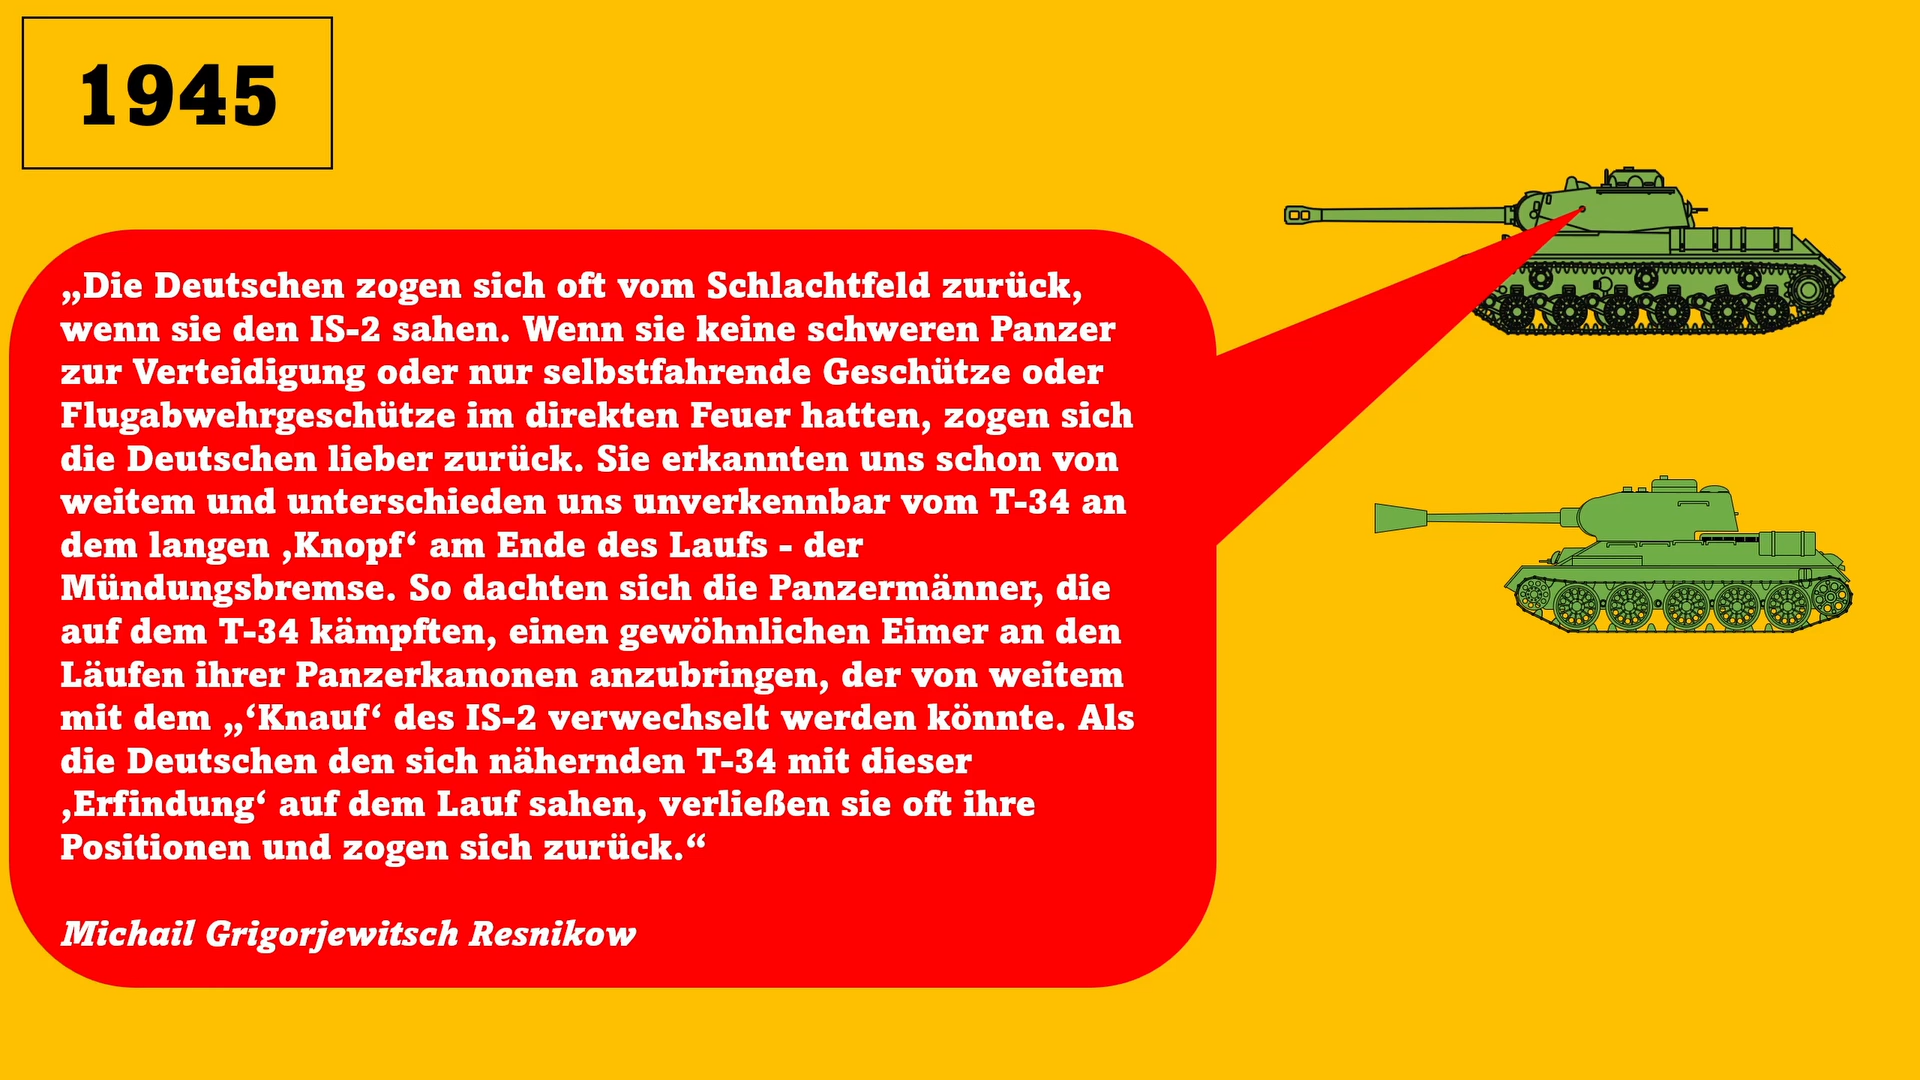 1945
„Die Deutschen zogen sich oft vom Schlachtfeld zurück,
wenn sie den IS-2 sahen. Wenn sie keine schweren Panzer
zur Verteidigung oder nur selbstfahrende Geschütze oder
Flugabwehrgeschütze im direkten Feuer hatten, zogen sich
die Deutschen lieber zurück. Sie erkannten uns schon von
weitem und unterschieden uns unverkennbar vom T-34 an
dem langen ‚Knopf‘ am Ende des Laufs - der
Mündungsbremse. So dachten sich die Panzermänner, die
auf dem T-34 kämpften, einen gewöhnlichen Eimer an den
Läufen ihrer Panzerkanonen anzubringen, der von weitem
mit dem „‘Knauf‘ des IS-2 verwechselt werden könnte. Als
die Deutschen den sich nähernden T-34 mit dieser
‚Erfindung‘ auf dem Lauf sahen, verließen sie oft ihre
Positionen und zogen sich zurück.“
Michail Grigorjewitsch Resnikow